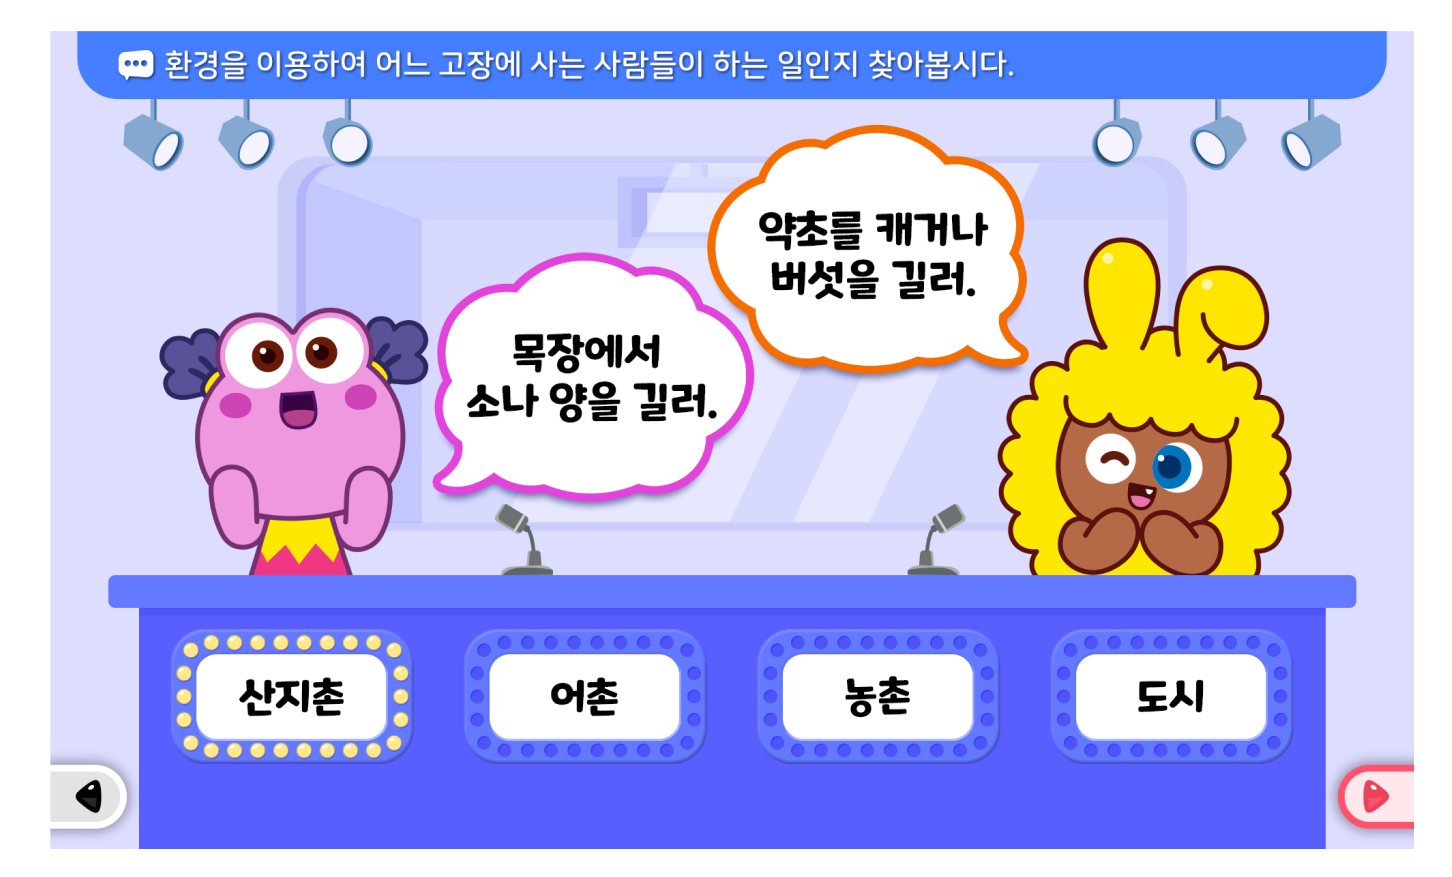 환경을 이용하여 어느 고장에 사는 사람들이 하는 일인지 찾아봅시다.
약초를 캐거나
버섯을 길러.
목장에서
소나 양을 길러.
산지촌
어촌
농촌
도시